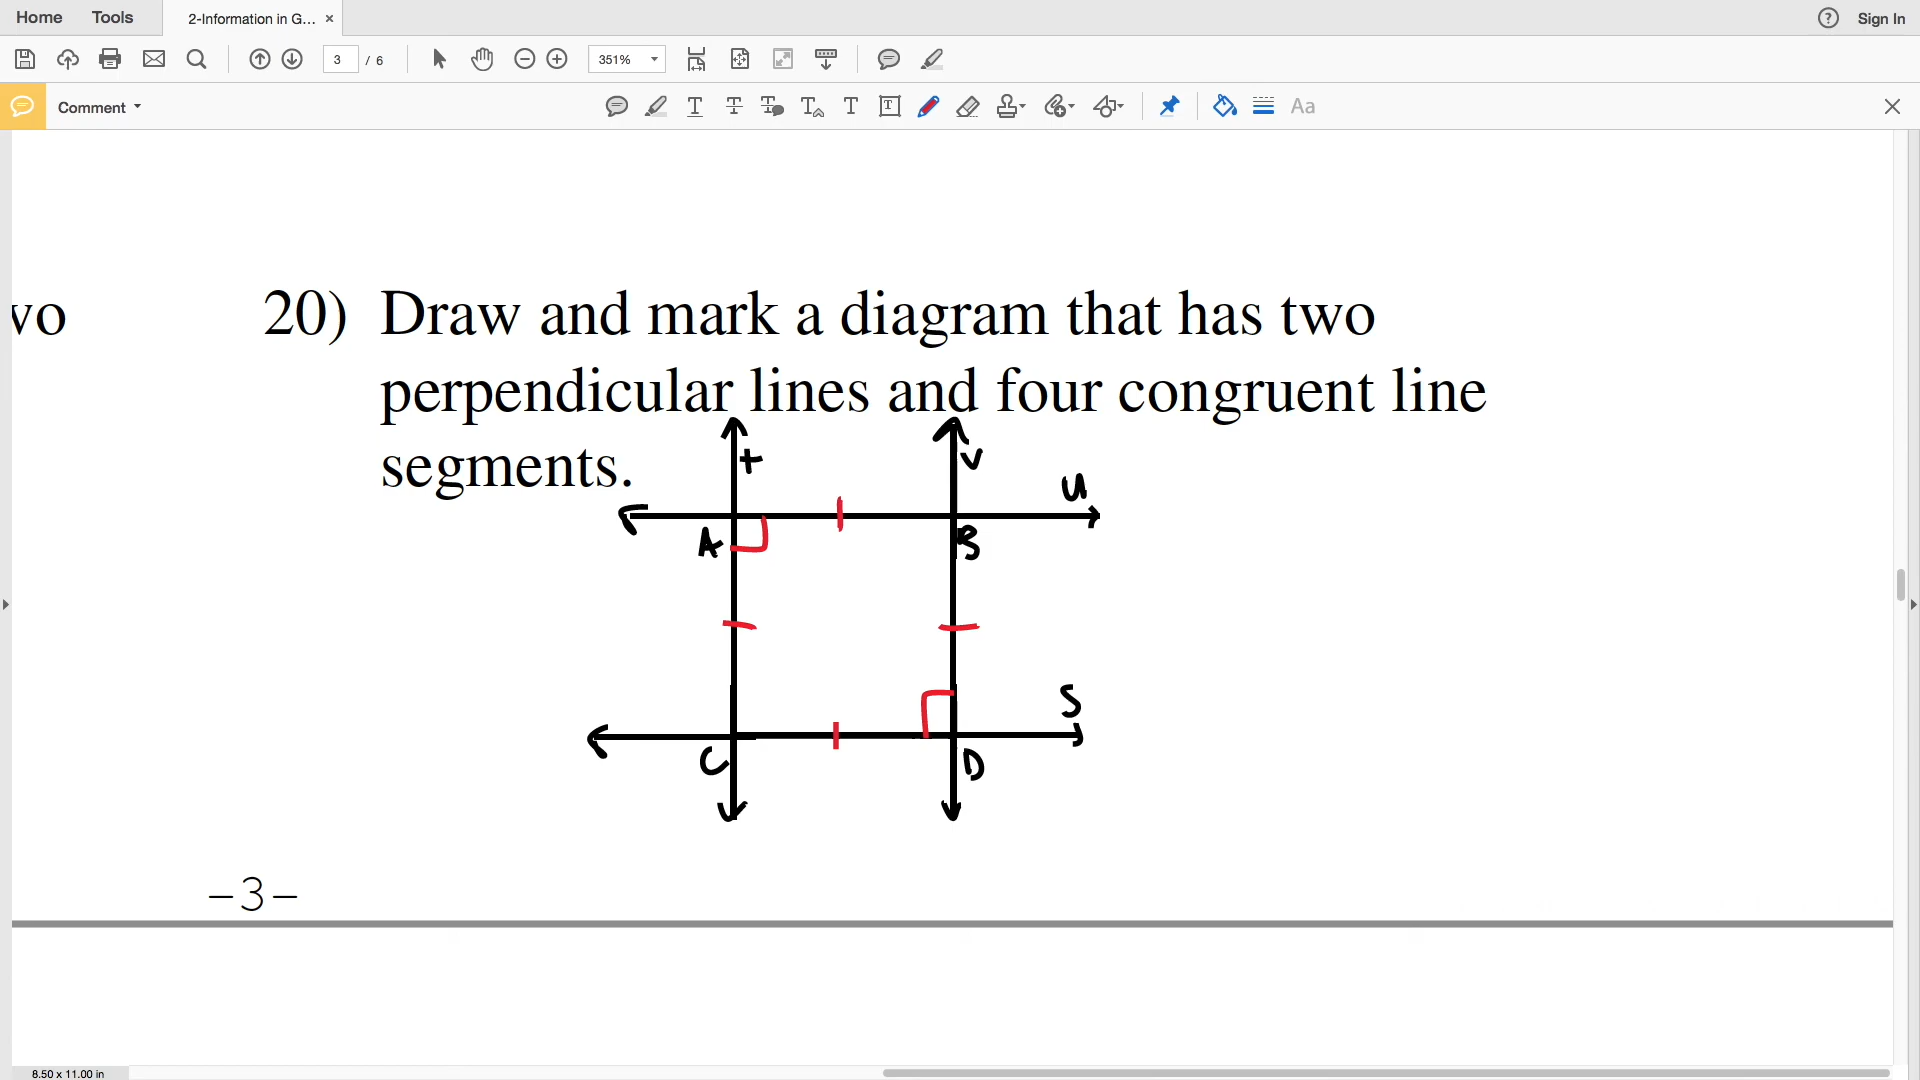 Home Tools 2-Information in G... × ? Sign In
3 / 6 351%
Comment T T T T T T Aa
vo 20) Draw and mark a diagram that has two
perpendicular lines and four congruent line
segments.
t v
u
A B
S
C D
-3-
8.50 x 11.00 in